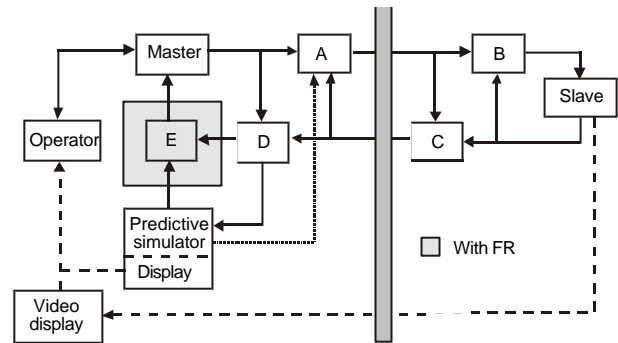 Master
A
B
Slave
Operator
E
D
C
Predictive
simulator
Display
With FR
Video
display